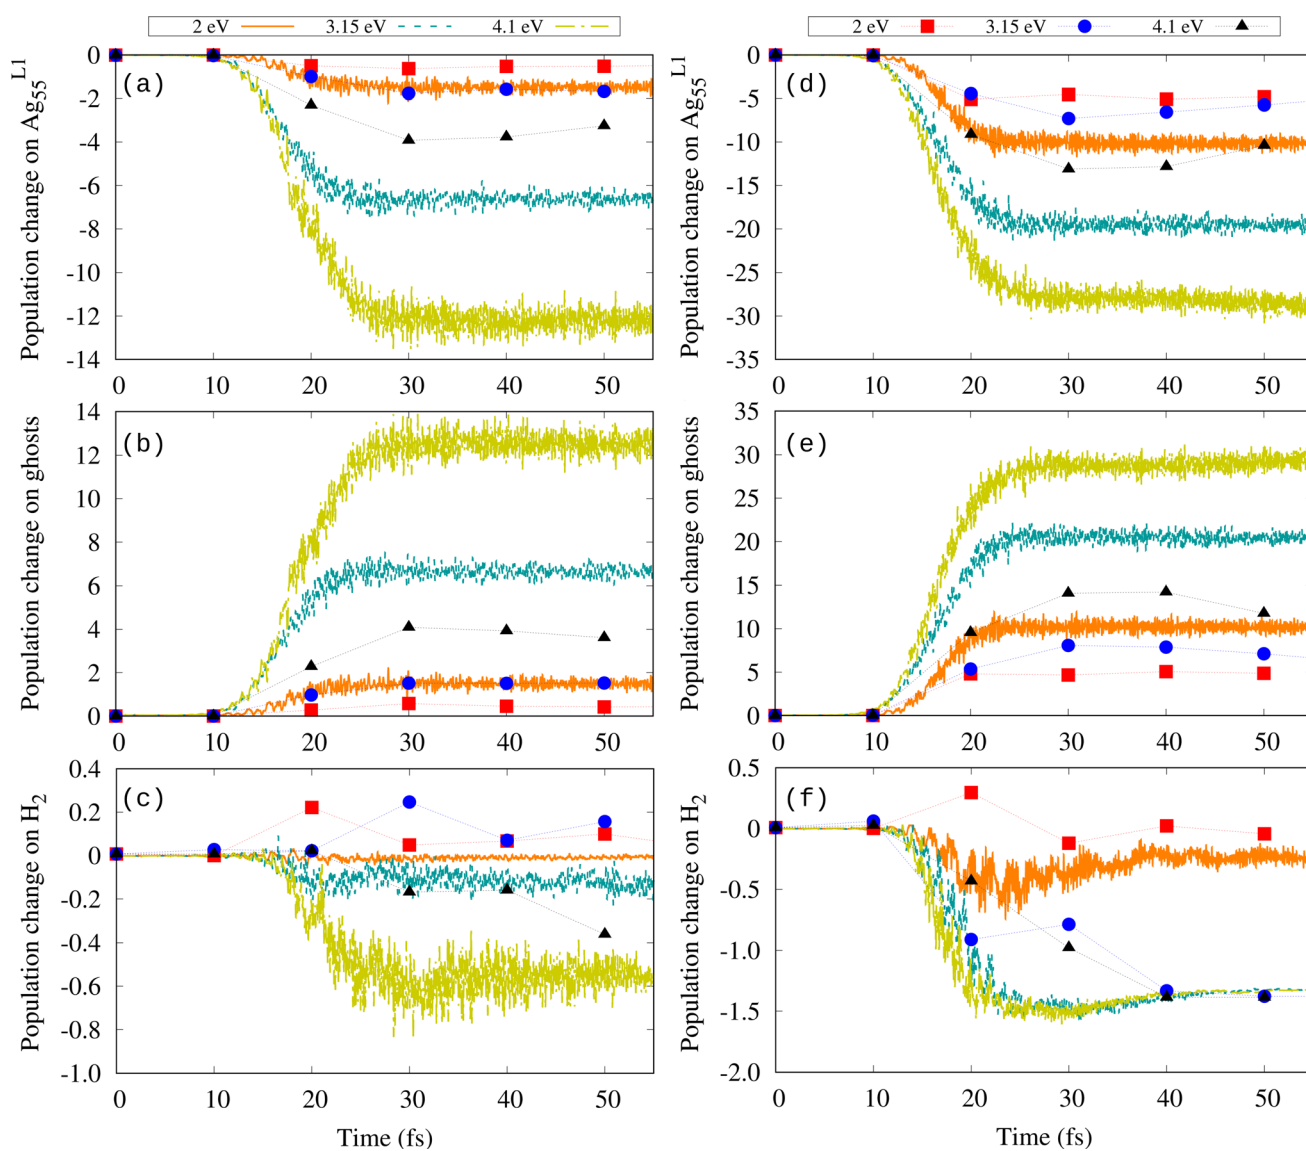 2 eV 3.15 eV 4.1 eV
2 eV 3.15 eV 4.1 eV
Population change on Ag55L1
(a)
0
-2
-4
-6
-8
-10
-12
-14
0 10 20 30 40 50
Population change on Ag55L1
(d)
0
-5
-10
-15
-20
-25
-30
-35
0 10 20 30 40 50
Population change on ghosts
(b)
14
12
10
8
6
4
2
0
0 10 20 30 40 50
Population change on ghosts
(e)
35
30
25
20
15
10
5
0
0 10 20 30 40 50
Population change on H2
(c)
0.4
0.2
0
-0.2
-0.4
-0.6
-0.8
-1.0
0 10 20 30 40 50
Time (fs)
Population change on H2
(f)
0.5
0
-0.5
-1.0
-1.5
-2.0
0 10 20 30 40 50
Time (fs)